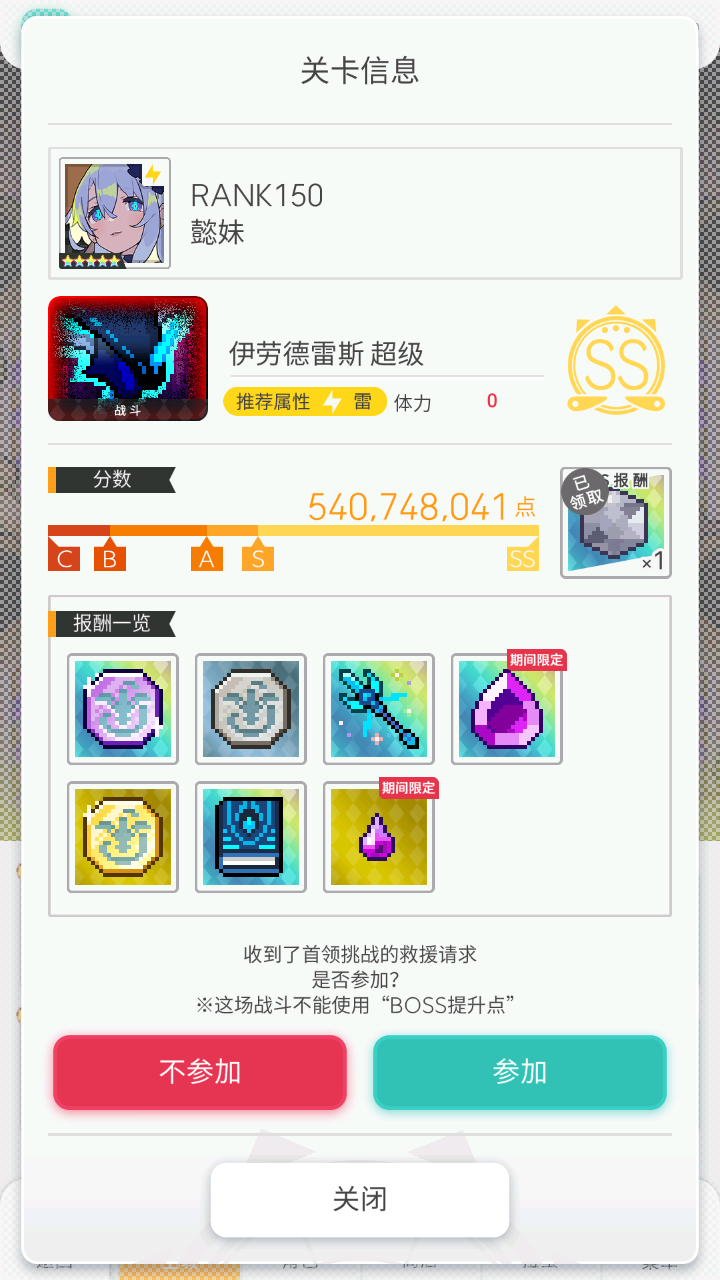 关卡信息
RANK150
懿妹
战斗
伊劳德雷斯 超级
推荐属性 雷 体力 0
SS
分数
540,748,041 点
C B A S SS
已领取
S报酬
×1
报酬一览
期间限定
期间限定
收到了首领挑战的救援请求
是否参加？
※这场战斗不能使用“BOSS提升点”
不参加
参加
关闭